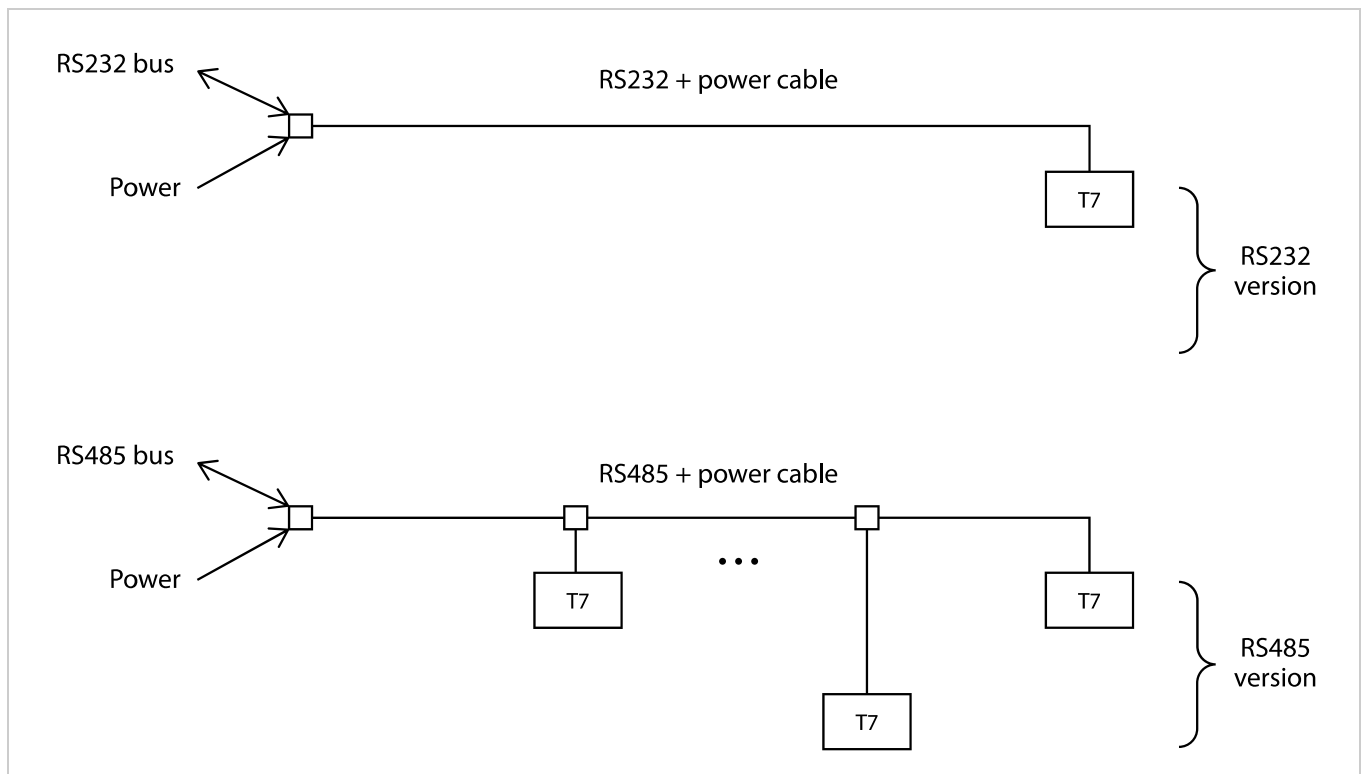 RS232 bus
RS232 + power cable
Power
T7
RS232
version
RS485 bus
RS485 + power cable
Power
T7
T7
RS485
version
T7